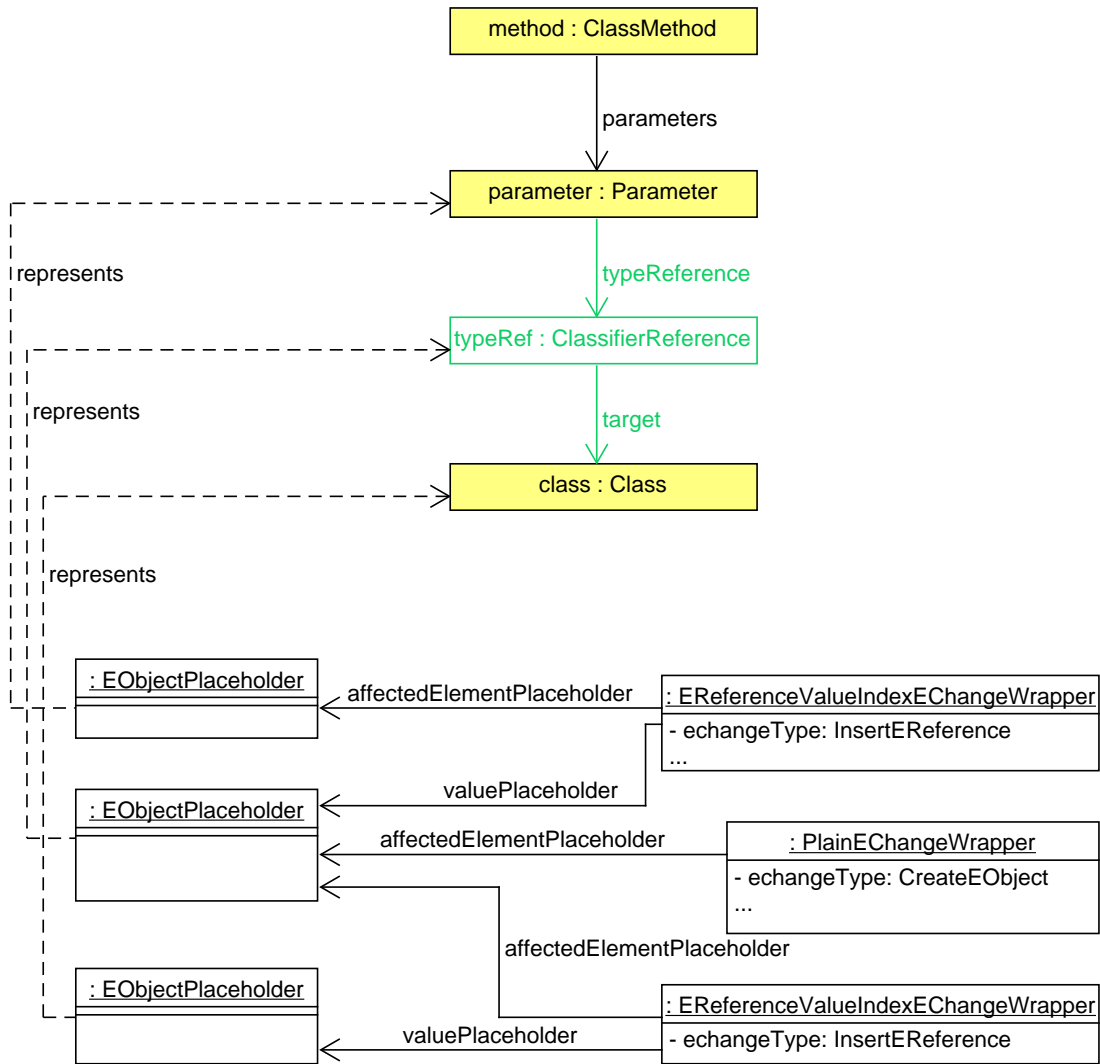 method : ClassMethod
parameters
parameter : Parameter
represents
typeReference
typeRef : ClassifierReference
represents
target
class : Class
represents
: EObjectPlaceholder
affectedElementPlaceholder
: EReferenceValueIndexEChangeWrapper
- echangeType: InsertEReference
...
valuePlaceholder
: EObjectPlaceholder
affectedElementPlaceholder
: PlainEChangeWrapper
- echangeType: CreateEObject
...
affectedElementPlaceholder
: EObjectPlaceholder
: EReferenceValueIndexEChangeWrapper
valuePlaceholder
- echangeType: InsertEReference